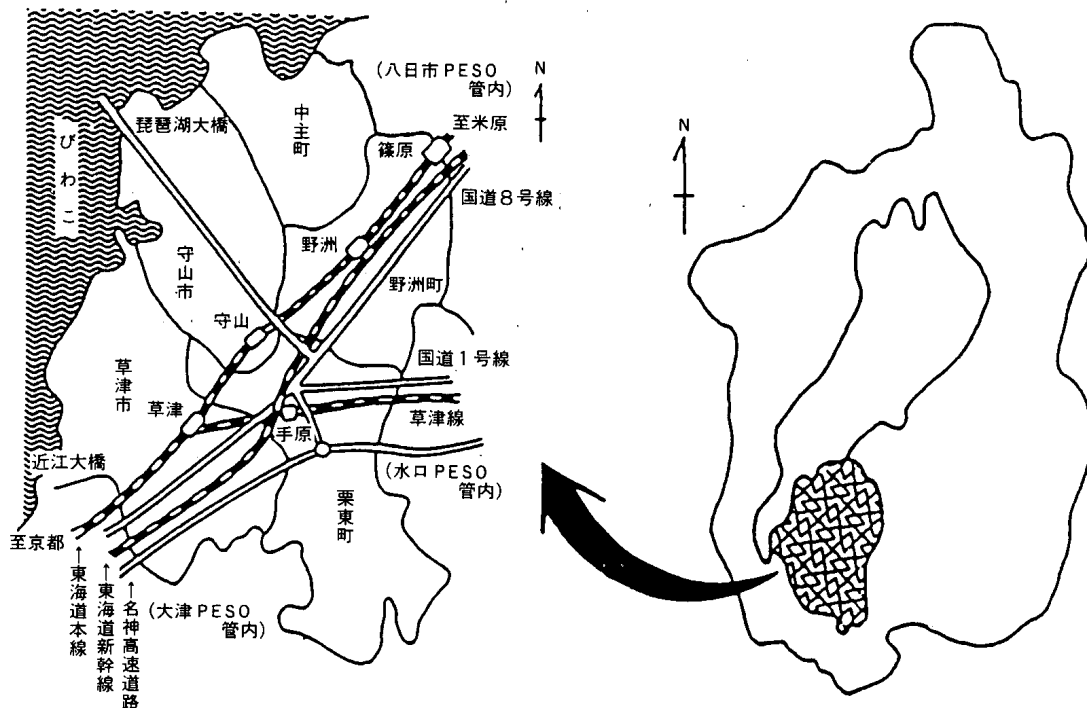 (八日市PESO
管内)
N
至米原
琵琶湖大橋
中主町
篠原
びわこ
国道8号線
野洲
守山市
野洲町
守山
国道1号線
草津市
草津
草津線
手原
近江大橋
(水口PESO
管内)
栗東町
至京都
(大津PESO
管内)
←東海道本線
←東海道新幹線
←名神高速道路
N